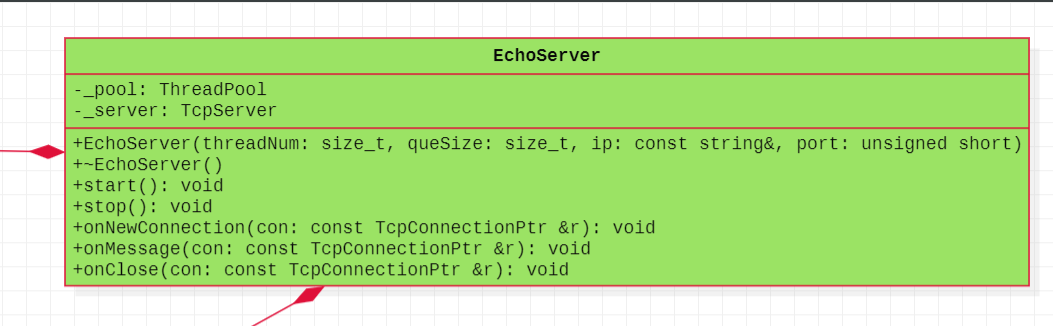 EchoServer
-_pool: ThreadPool
-_server: TcpServer
+EchoServer(threadNum: size_t, queSize: size_t, ip: const string&, port: unsigned short)
+~EchoServer()
+start(): void
+stop(): void
+onNewConnection(con: const TcpConnectionPtr &r): void
+onMessage(con: const TcpConnectionPtr &r): void
+onClose(con: const TcpConnectionPtr &r): void